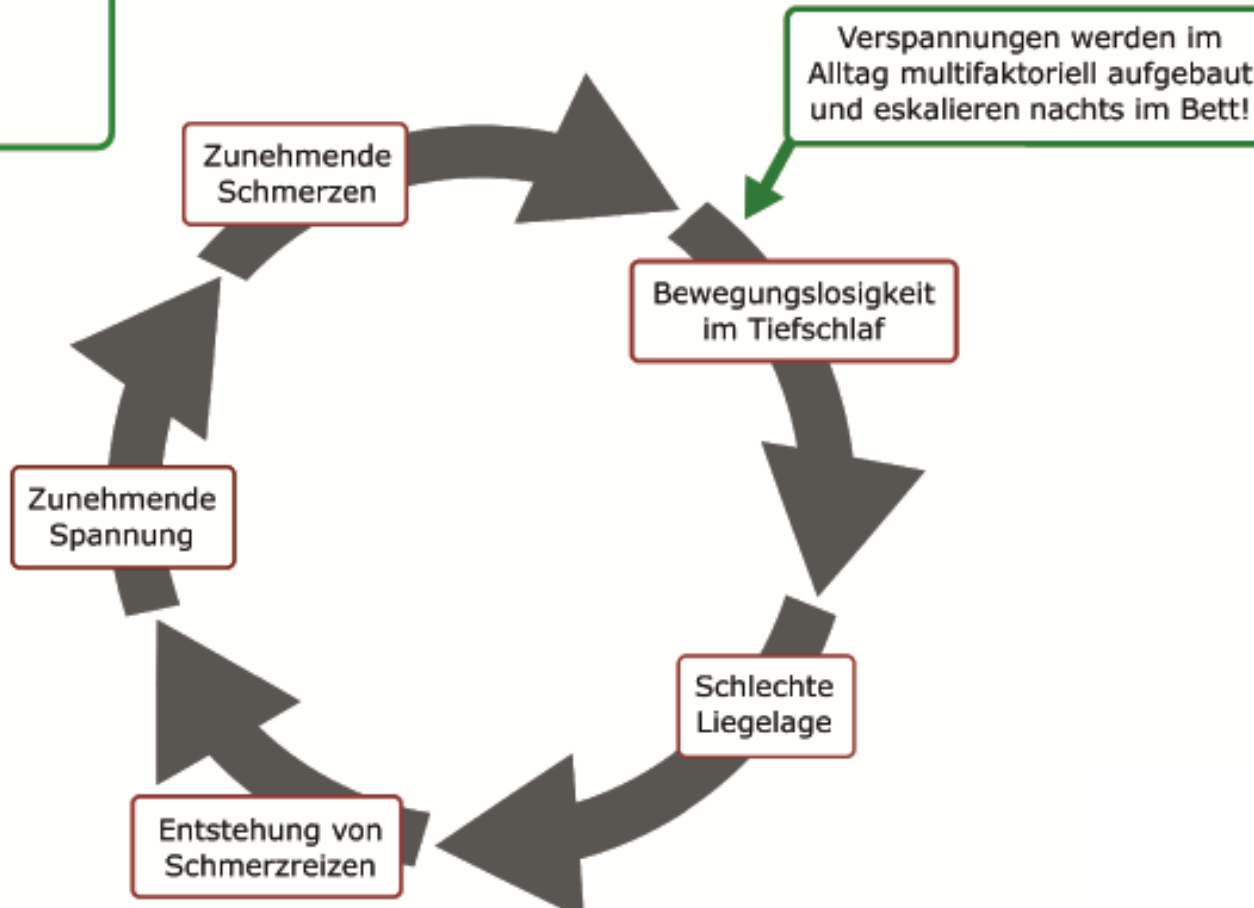 Verspannungen werden im
Alltag multifaktoriell aufgebaut
und eskalieren nachts im Bett!
Zunehmende
Schmerzen
Bewegungslosigkeit
im Tiefschlaf
Schlechte
Liegelage
Entstehung von
Schmerzreizen
Zunehmende
Spannung